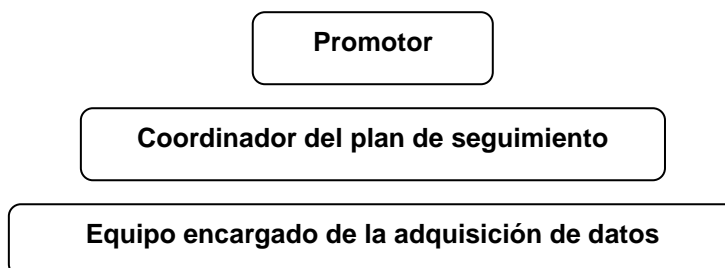 Promotor
Coordinador del plan de seguimiento
Equipo encargado de la adquisición de datos